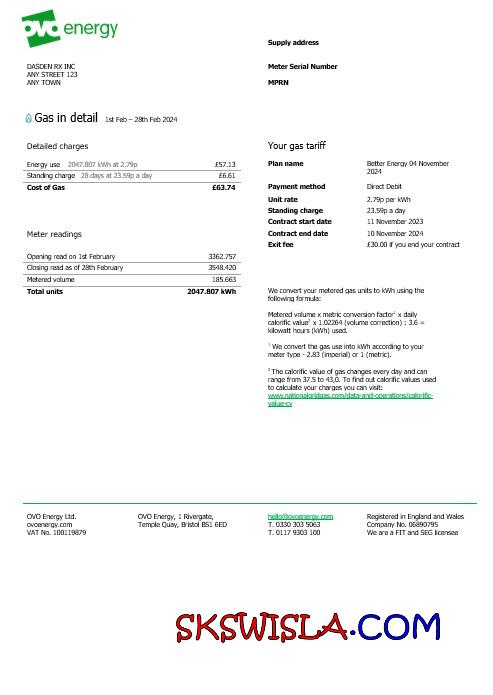 ovo energy
Supply address
DASDEN RX INC
ANY STREET 123
ANY TOWN
Meter Serial Number
MPRN
Gas in detail 1st Feb – 28th Feb 2024
Detailed charges
Energy use 2047.807 kWh at 2.79p £57.13
Standing charge 28 days at 23.59p a day £6.61
Cost of Gas £63.74
Meter readings
Opening read on 1st February 3362.757
Closing read as of 28th February 3548.420
Metered volume 185,663
Total units 2047.807 kWh
Your gas tariff
Plan name Better Energy 04 November
2024
Payment method Direct Debit
Unit rate 2.79p per kWh
Standing charge 23.59p a day
Contract start date 11 November 2023
Contract end date 10 November 2024
Exit fee £30.00 if you end your contract
We convert your metered gas units to kWh using the
following formula:
Metered volume x metric conversion factor¹ x daily
calorific value² x 1.02264 (volume correction) ; 3.6 =
kilowatt hours (kWh) used.
¹ We convert the gas use into kWh according to your
meter type - 2.83 (imperial) or 1 (metric).
² The calorific value of gas changes every day and can
range from 37.5 to 43,0. To find out calorific values used
to calculate your charges you can visit:
www.nationalgridgas.com/data-and-operations/calorific-
value-cv
OVO Energy Ltd.
ovoenergy.com
VAT No. 100119879
OVO Energy, 1 Rivergate,
Temple Quay, Bristol BS1 6ED
hello@ovoenergy.com
T. 0330 303 5063
T. 0117 9303 100
Registered in England and Wales
Company No. 06890795
We are a FIT and SEG licensee
SKSWISLA.COM